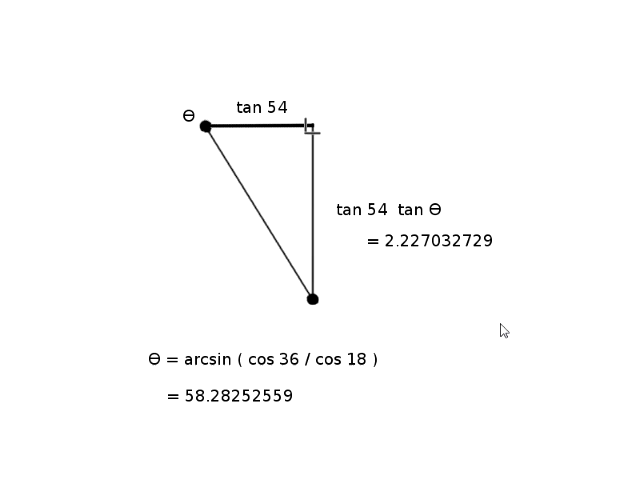 tan 54
ϴ
tan 54 tan ϴ
= 2.227032729
ϴ = arcsin ( cos 36 / cos 18 )
= 58.28252559